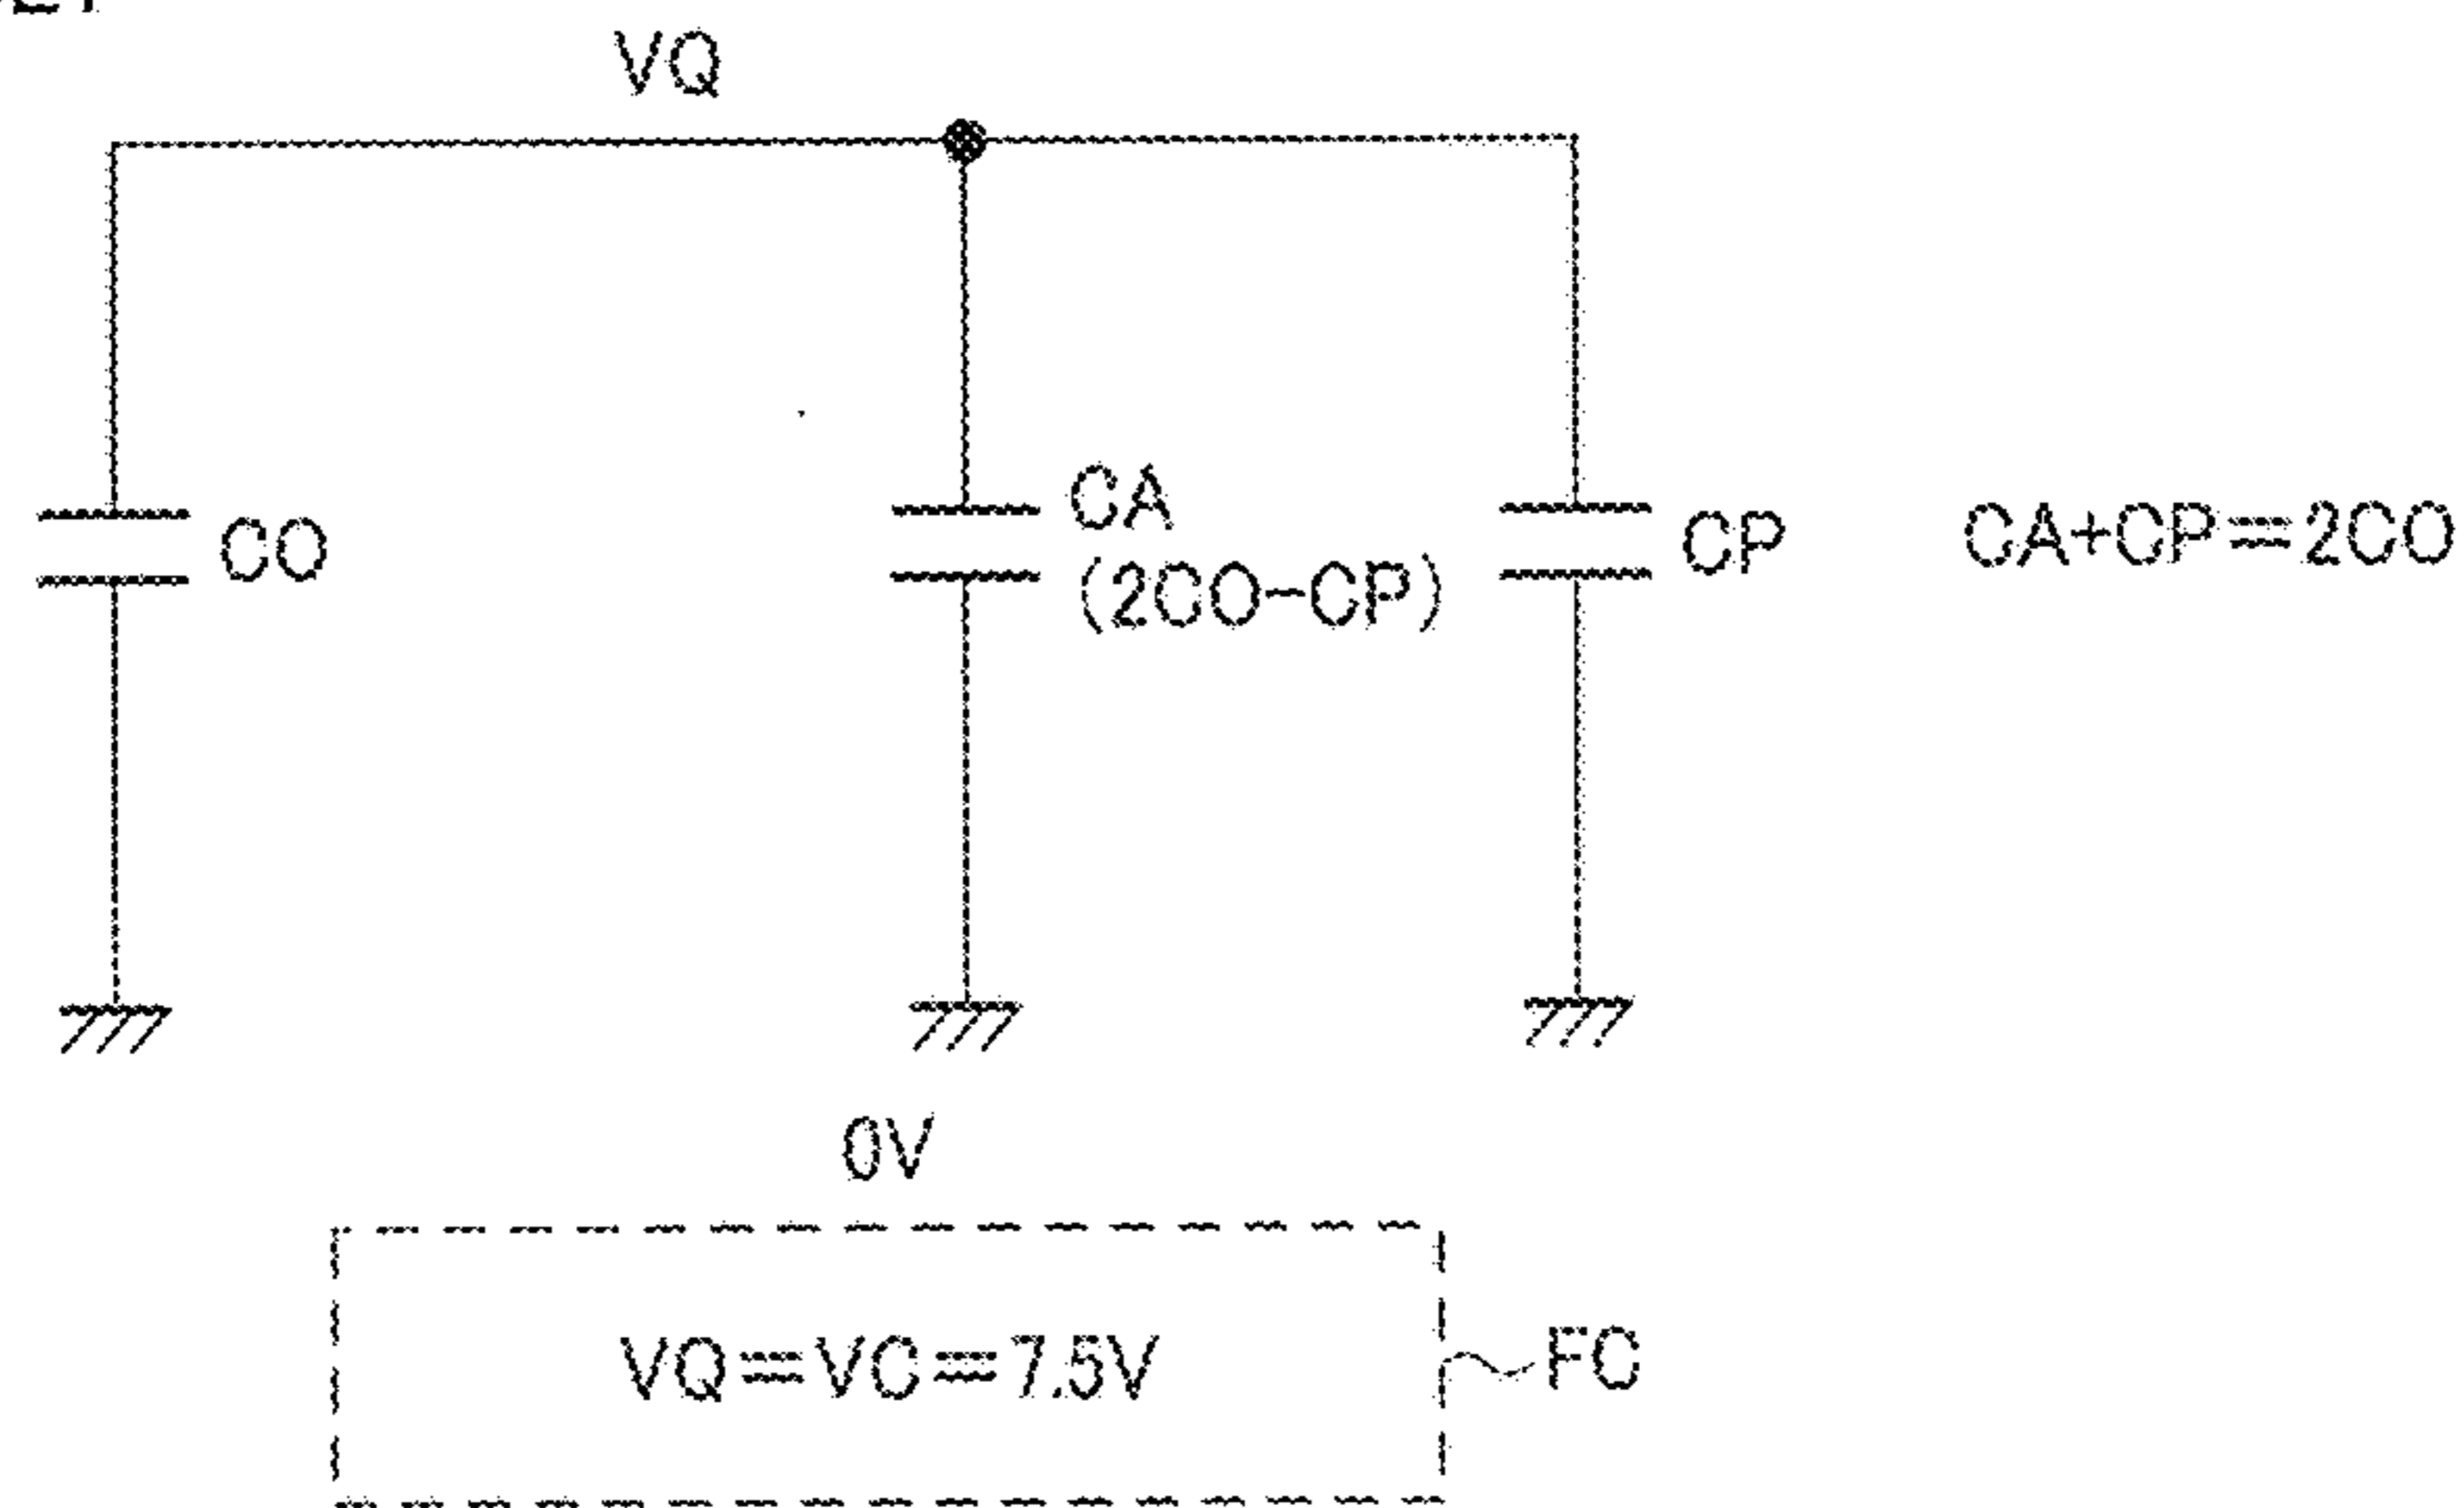 VQ
CO
CA
(2CO-CP)
CP
CA+CP=2CO
0V
VQ=VC=7.5V
FC